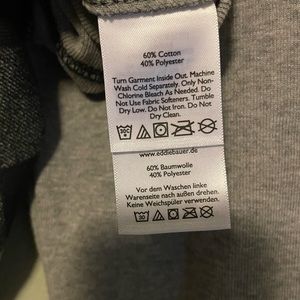 60% Cotton
40% Polyester
Turn Garment Inside Out. Machine
Wash Cold Separately. Only Non-
Chlorine Bleach As Needed. Do
Not Use Fabric Softeners. Tumble
Dry Low. Do Not Iron. Do Not
Dry Clean.
30
www.eddiebauer.de
60% Baumwolle
40% Polyester
Vor dem Waschen linke
Warenseite nach außen drehen.
Keine Weichspüler verwenden.
30